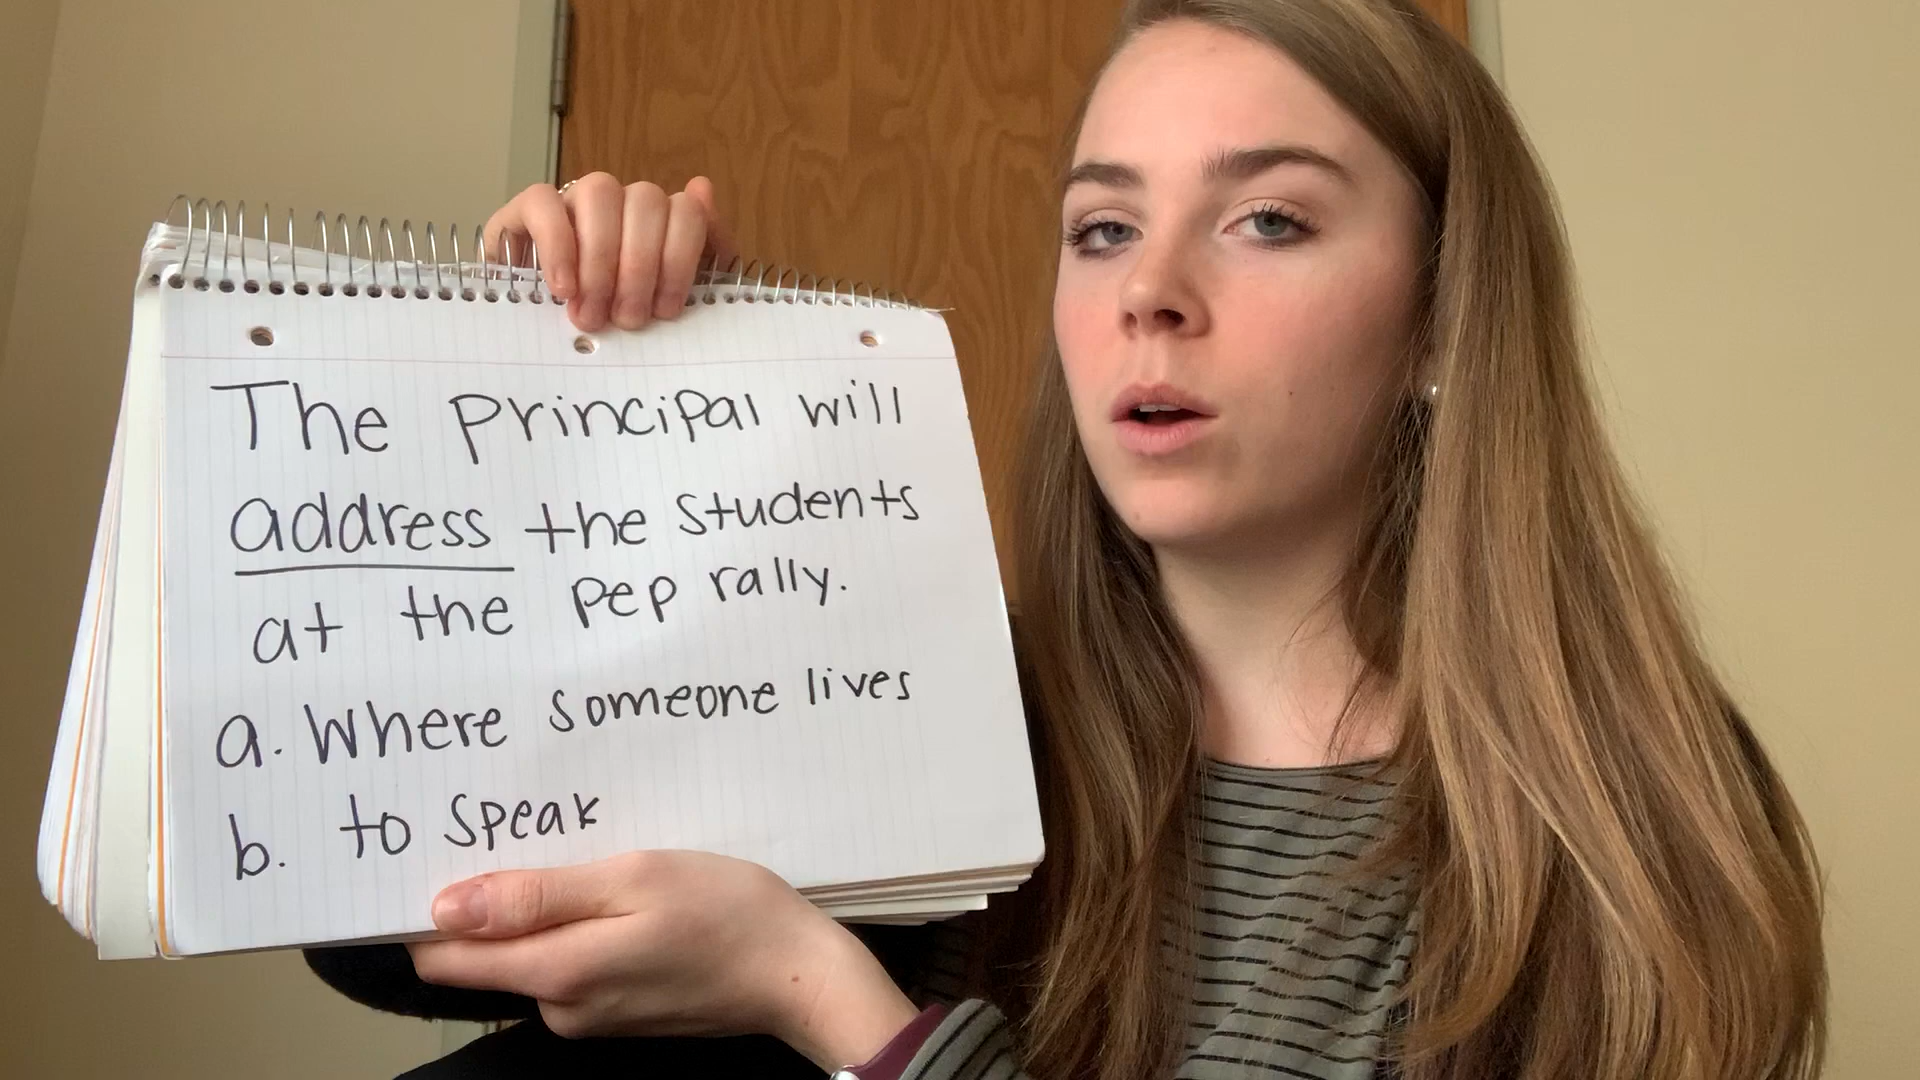 The principal will
address the students
at the pep rally.
a. Where someone lives
b. to speak